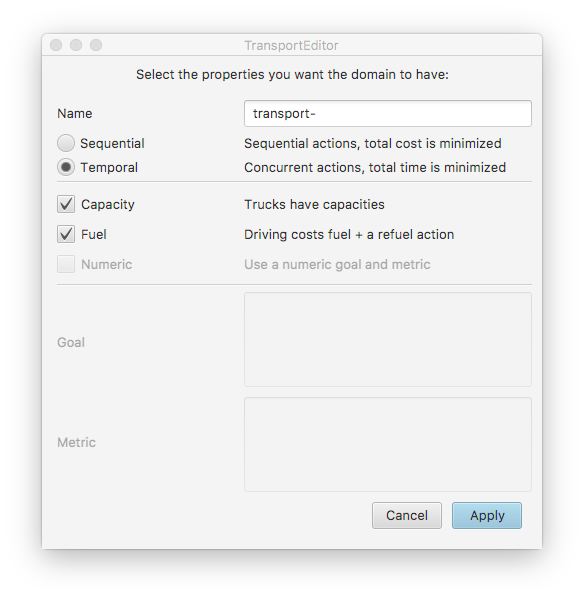 TransportEditor
Select the properties you want the domain to have:
Name transport-
Sequential Sequential actions, total cost is minimized
Temporal Concurrent actions, total time is minimized
Capacity Trucks have capacities
Fuel Driving costs fuel + a refuel action
Numeric Use a numeric goal and metric
Goal
Metric
Cancel Apply